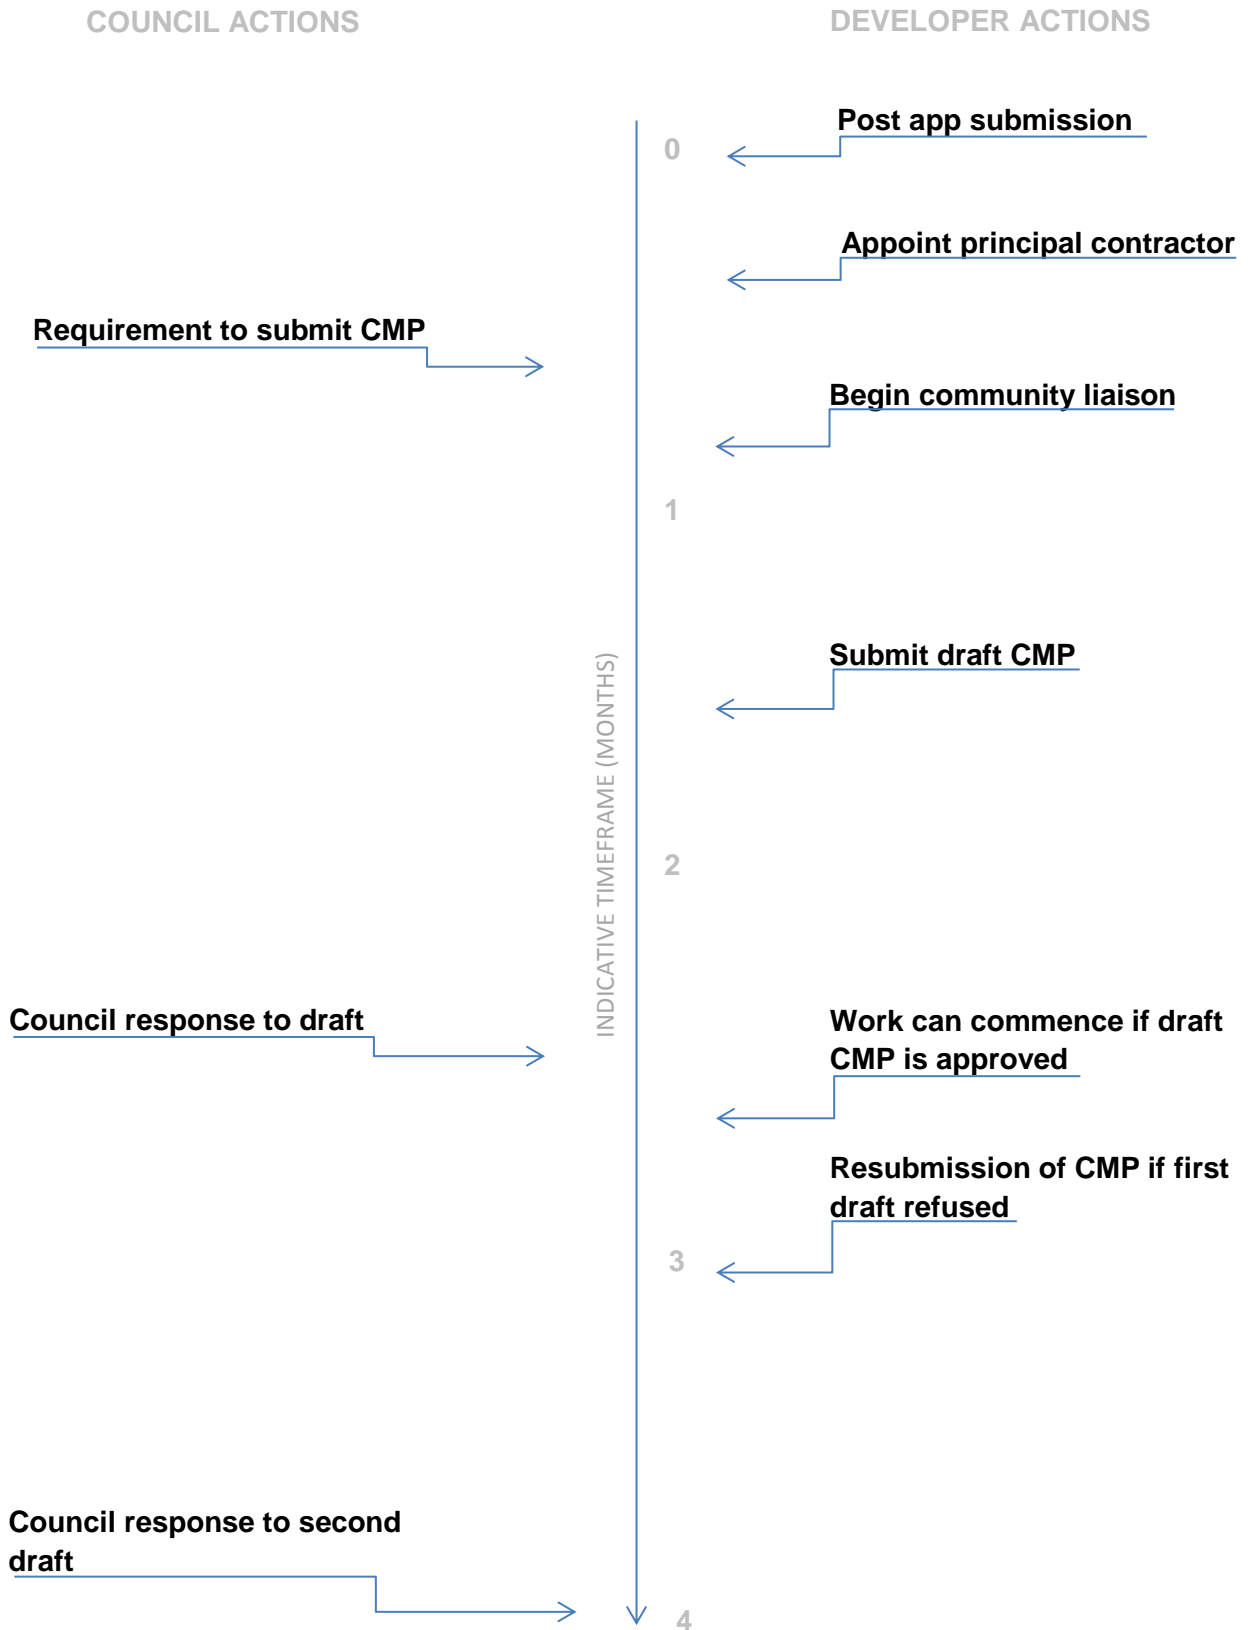 COUNCIL ACTIONS
DEVELOPER ACTIONS
Post app submission
0
Appoint principal contractor
Requirement to submit CMP
Begin community liaison
1
Submit draft CMP
INDICATIVE TIMEFRAME (MONTHS)
2
Council response to draft
Work can commence if draft
CMP is approved
Resubmission of CMP if first
draft refused
3
Council response to second
draft
4